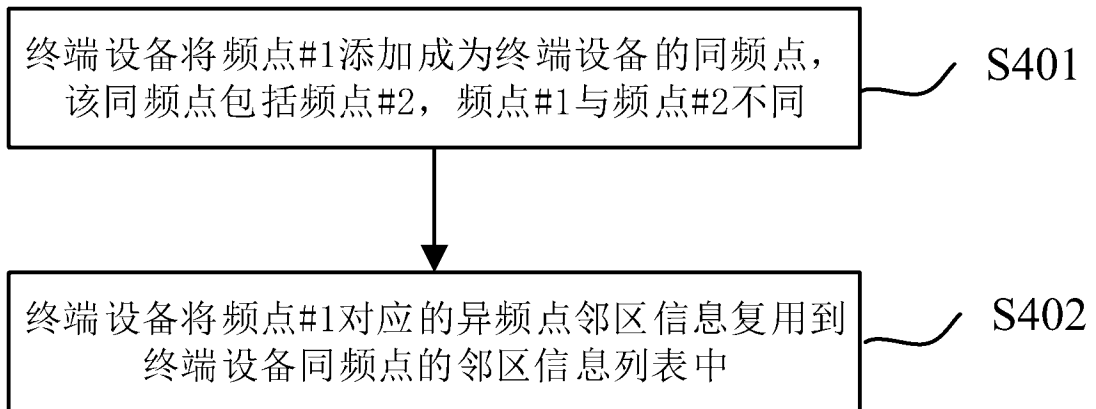 终端设备将频点#1添加成为终端设备的同频点，
该同频点包括频点#2，频点#1与频点#2不同
S401
终端设备将频点#1对应的异频点邻区信息复用到
终端设备同频点的邻区信息列表中
S402